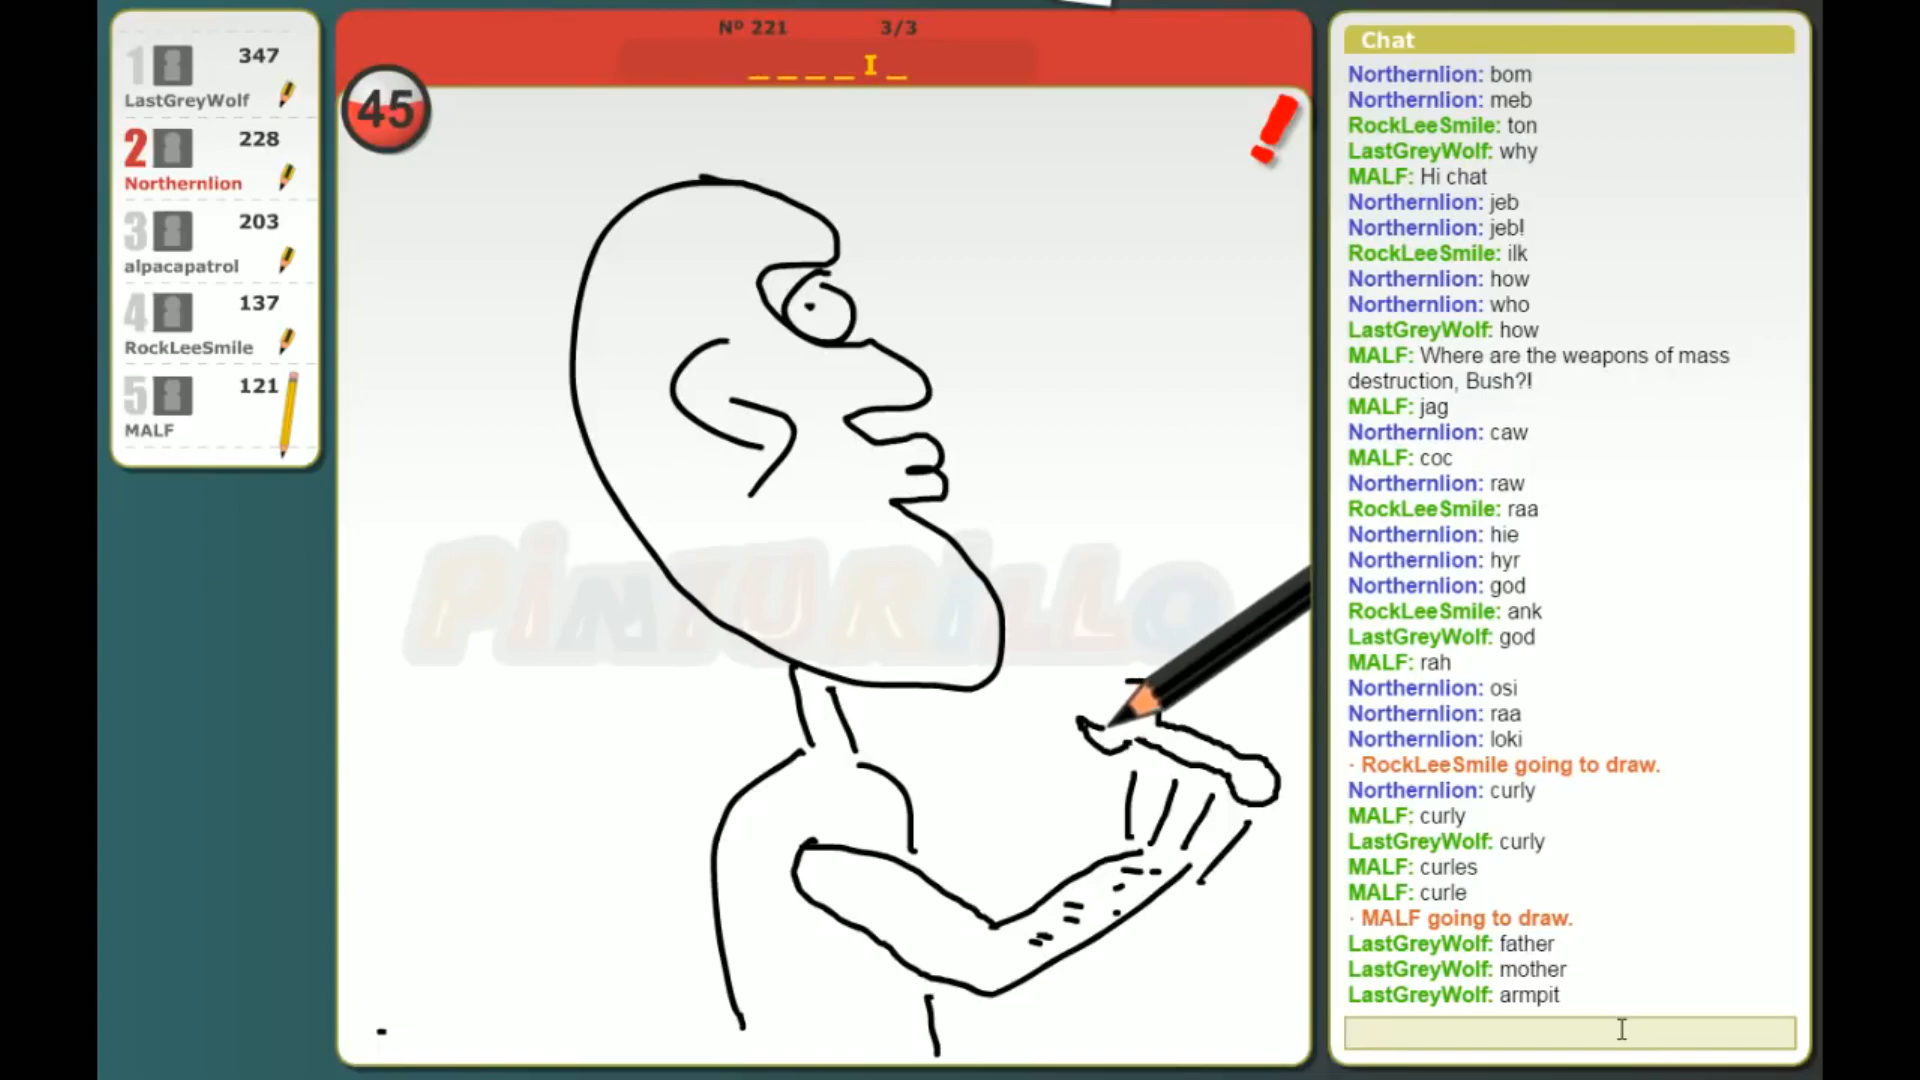 Nº 221 3/3
_ _ _ _ I _
45
1 347
LastGreyWolf
2 228
Northernlion
3 203
alpacapatrol
4 137
RockLeeSmile
5 121
MALF
PiNTURiLLO
Chat
Northernlion: bom
Northernlion: meb
RockLeeSmile: ton
LastGreyWolf: why
MALF: Hi chat
Northernlion: jeb
Northernlion: jeb!
RockLeeSmile: ilk
Northernlion: how
Northernlion: who
LastGreyWolf: how
MALF: Where are the weapons of mass
destruction, Bush?!
MALF: jag
Northernlion: caw
MALF: coc
Northernlion: raw
RockLeeSmile: raa
Northernlion: hie
Northernlion: hyr
Northernlion: god
RockLeeSmile: ank
LastGreyWolf: god
MALF: rah
Northernlion: osi
Northernlion: raa
Northernlion: loki
· RockLeeSmile going to draw.
Northernlion: curly
MALF: curly
LastGreyWolf: curly
MALF: curles
MALF: curle
· MALF going to draw.
LastGreyWolf: father
LastGreyWolf: mother
LastGreyWolf: armpit